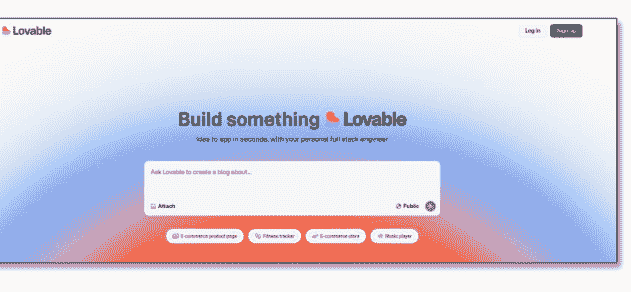 Lovable
Log in
Sign up
Build something Lovable
Idea to app in seconds, with your personal full stack engineer
Ask Lovable to create a blog about...
Attach
Public
E-commerce product page
Fitness tracker
E-commerce store
Music player